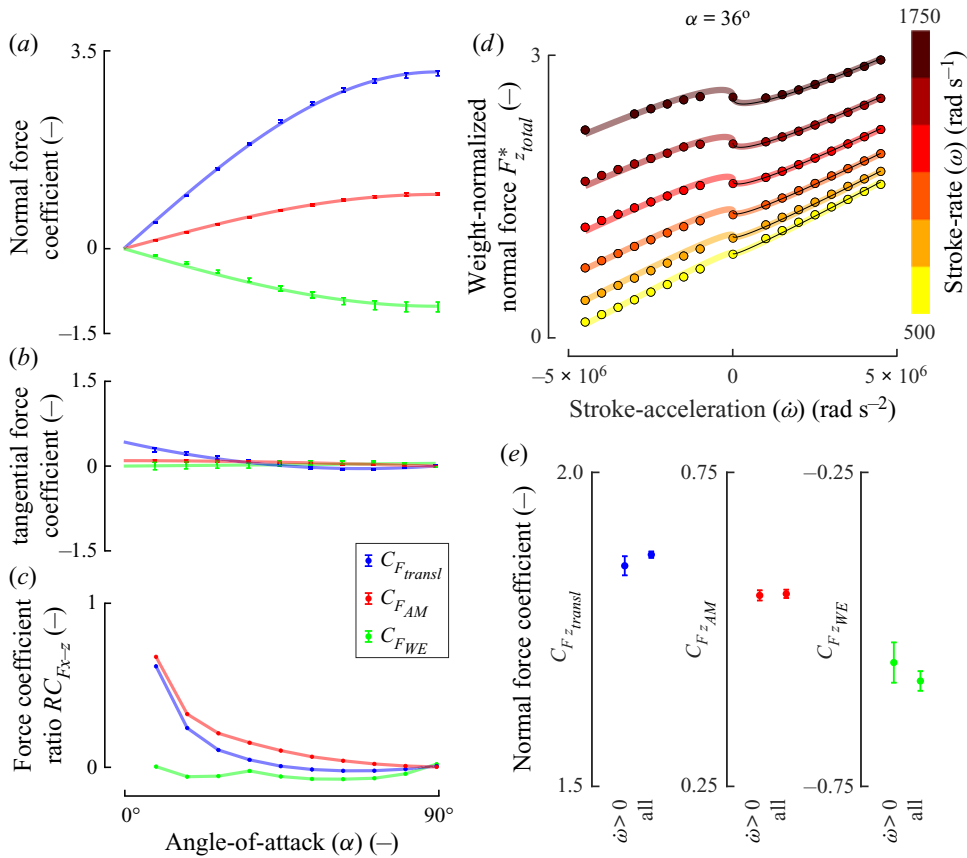 (a)
3.5
0
–1.5
Normal force
coefficient (–)
(b)
1.5
0
–1.5
tangential force
coefficient (–)
(c)
1
0
Force coefficient
ratio RC_{Fx–z} (–)
C_{F_{transl}}
C_{F_{AM}}
C_{F_{WE}}
0°
90°
Angle-of-attack (α) (–)
(d)
α = 36°
3
0
Weight-normalized
normal force F*_{z_{total}} (–)
–5 × 10⁶
0
5 × 10⁶
Stroke-acceleration (ω̇) (rad s⁻²)
1750
500
Stroke-rate (ω) (rad s⁻¹)
(e)
Normal force coefficient (–)
2.0
1.5
C_{F z_{transl}}
ω̇ > 0
all
0.75
0.25
C_{F z_{AM}}
ω̇ > 0
all
–0.25
–0.75
C_{F z_{WE}}
ω̇ > 0
all